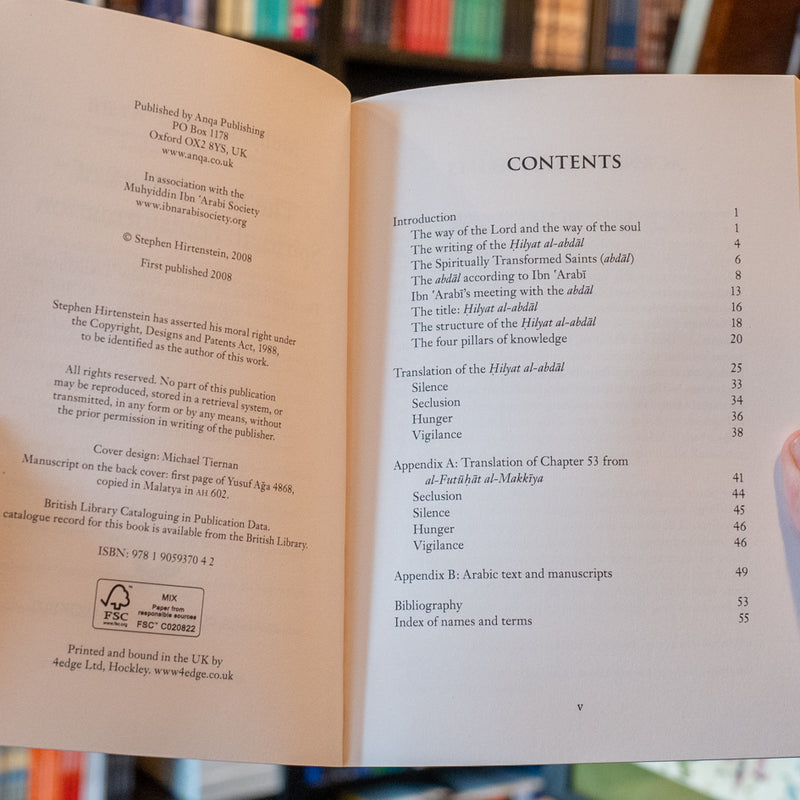 Published by Anqa Publishing
PO Box 1178
Oxford OX2 8YS, UK
www.anqa.co.uk
In association with the
Muhyiddin Ibn ʿArabi Society
www.ibnarabisociety.org
© Stephen Hirtenstein, 2008
First published 2008
Stephen Hirtenstein has asserted his moral right under
the Copyright, Designs and Patents Act, 1988,
to be identified as the author of this work.
All rights reserved. No part of this publication
may be reproduced, stored in a retrieval system, or
transmitted, in any form or by any means, without
the prior permission in writing of the publisher.
Cover design: Michael Tiernan
Manuscript on the back cover: first page of Yusuf Ağa 4868,
copied in Malatya in AH 602.
British Library Cataloguing in Publication Data.
catalogue record for this book is available from the British Library.
ISBN: 978 1 9059370 4 2
FSC
www.fsc.org
MIX
Paper from
responsible sources
FSC™ C020822
Printed and bound in the UK by
4edge Ltd, Hockley. www4edge.co.uk
CONTENTS
Introduction 1
The way of the Lord and the way of the soul 1
The writing of the Ḥilyat al-abdāl 4
The Spiritually Transformed Saints (abdāl) 6
The abdāl according to Ibn ʿArabī 8
Ibn ʿArabī's meeting with the abdāl 13
The title: Ḥilyat al-abdāl 16
The structure of the Ḥilyat al-abdāl 18
The four pillars of knowledge 20
Translation of the Ḥilyat al-abdāl 25
Silence 33
Seclusion 34
Hunger 36
Vigilance 38
Appendix A: Translation of Chapter 53 from
al-Futūḥāt al-Makkīya 41
Seclusion 44
Silence 45
Hunger 46
Vigilance 46
Appendix B: Arabic text and manuscripts 49
Bibliography 53
Index of names and terms 55
v